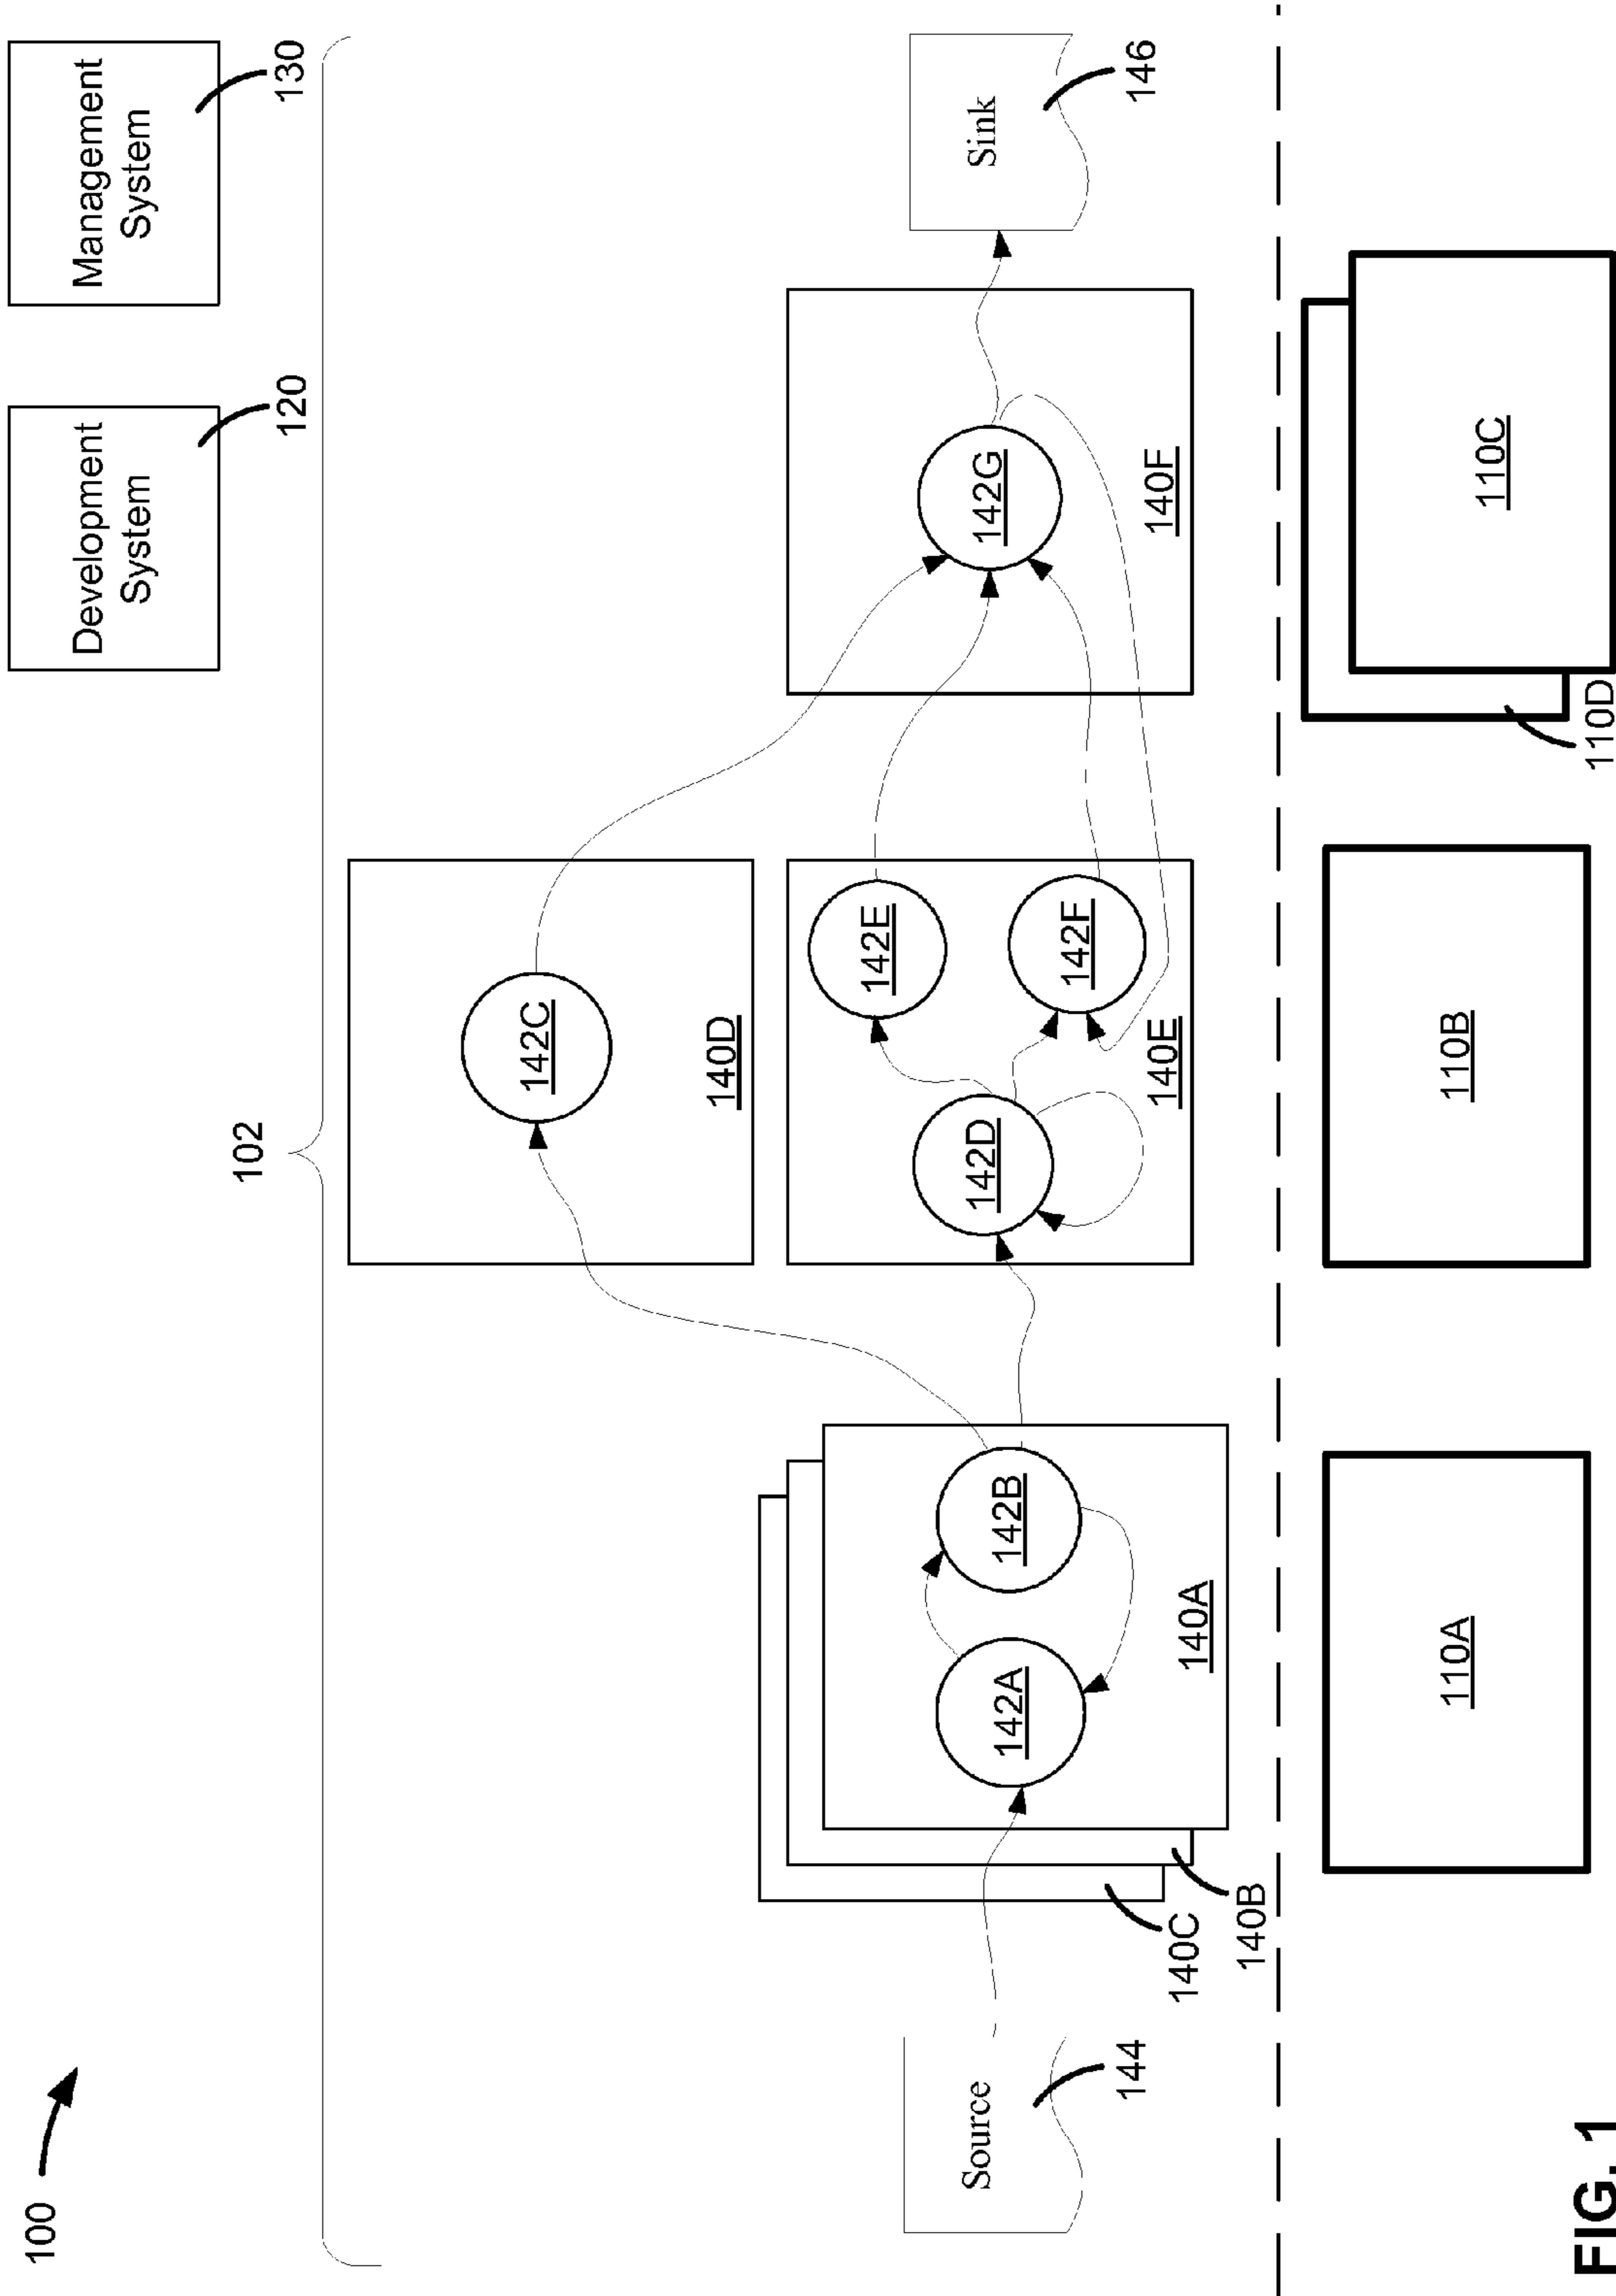 100
Development
System
120
Management
System
130
102
142C
140D
Source
144
142A
142B
140A
140B
140C
142D
142E
142F
140E
142G
140F
Sink
146
110A
110B
110C
110D
FIG. 1